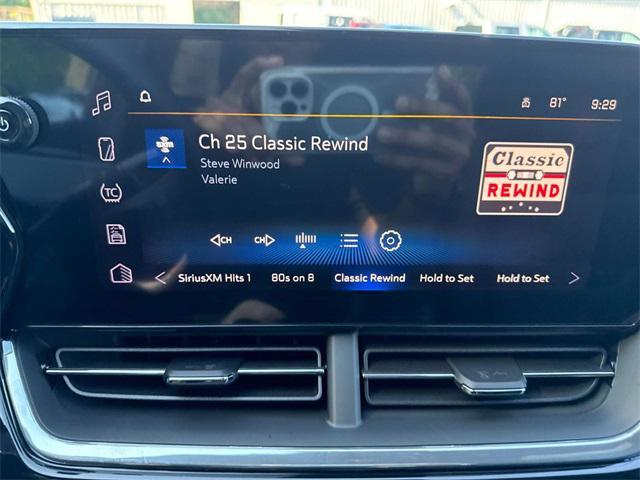 81° 9:29
SXM
Ch 25 Classic Rewind
Steve Winwood
Valerie
Classic
REWIND
TC
CH CH
SiriusXM Hits 1 80s on 8 Classic Rewind Hold to Set Hold to Set